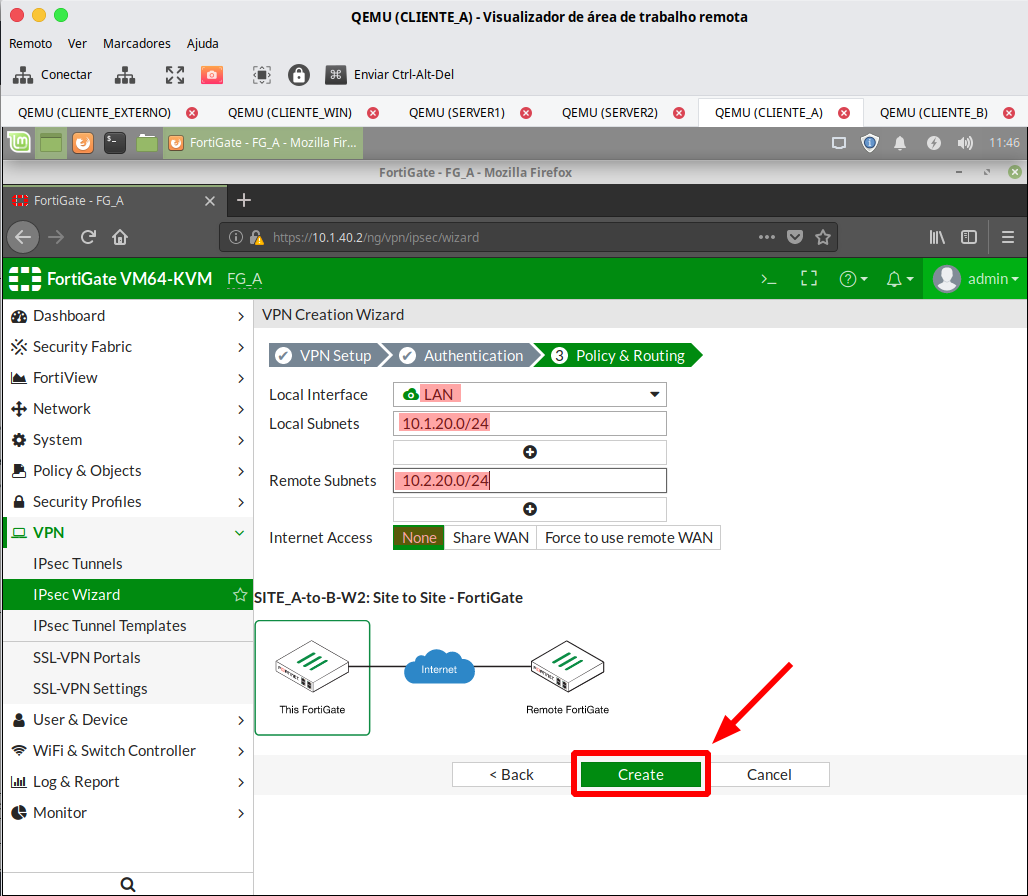 QEMU (CLIENTE_A) - Visualizador de área de trabalho remota
Remoto Ver Marcadores Ajuda
Conectar Enviar Ctrl-Alt-Del
QEMU (CLIENTE_EXTERNO) QEMU (CLIENTE_WIN) QEMU (SERVER1) QEMU (SERVER2) QEMU (CLIENTE_A) QEMU (CLIENTE_B)
FortiGate - FG_A - Mozilla Fir... 11:46
FortiGate - FG_A - Mozilla Firefox
FortiGate - FG_A
https://10.1.40.2/ng/vpn/ipsec/wizard
FortiGate VM64-KVM FG_A admin
Dashboard
Security Fabric
FortiView
Network
System
Policy & Objects
Security Profiles
VPN
IPsec Tunnels
IPsec Wizard
IPsec Tunnel Templates
SSL-VPN Portals
SSL-VPN Settings
User & Device
WiFi & Switch Controller
Log & Report
Monitor
VPN Creation Wizard
VPN Setup Authentication 3 Policy & Routing
Local Interface LAN
Local Subnets 10.1.20.0/24
Remote Subnets 10.2.20.0/24
Internet Access None Share WAN Force to use remote WAN
SITE_A-to-B-W2: Site to Site - FortiGate
Internet
This FortiGate Remote FortiGate
< Back Create Cancel